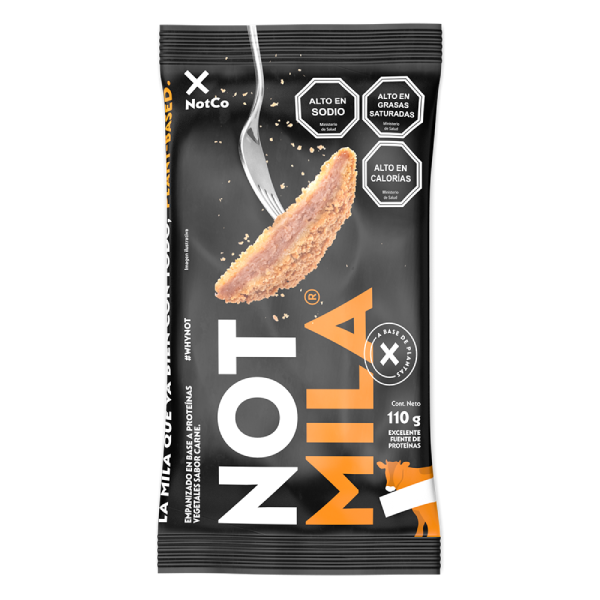 NotCo
ALTO EN
SODIO
Ministerio
de Salud
ALTO EN
GRASAS
SATURADAS
Ministerio
de Salud
ALTO EN
CALORÍAS
Ministerio
de Salud
LA MILA QUE VA BIEN CON TODO, PLANT-BASED.
Imagen ilustrativa
#WHYNOT
EMPANIZADO EN BASE A PROTEÍNAS
VEGETALES SABOR CARNE.
NOT
MILA®
A BASE DE PLANTAS
Cont. Neto
110 g
EXCELENTE
FUENTE DE
PROTEÍNAS